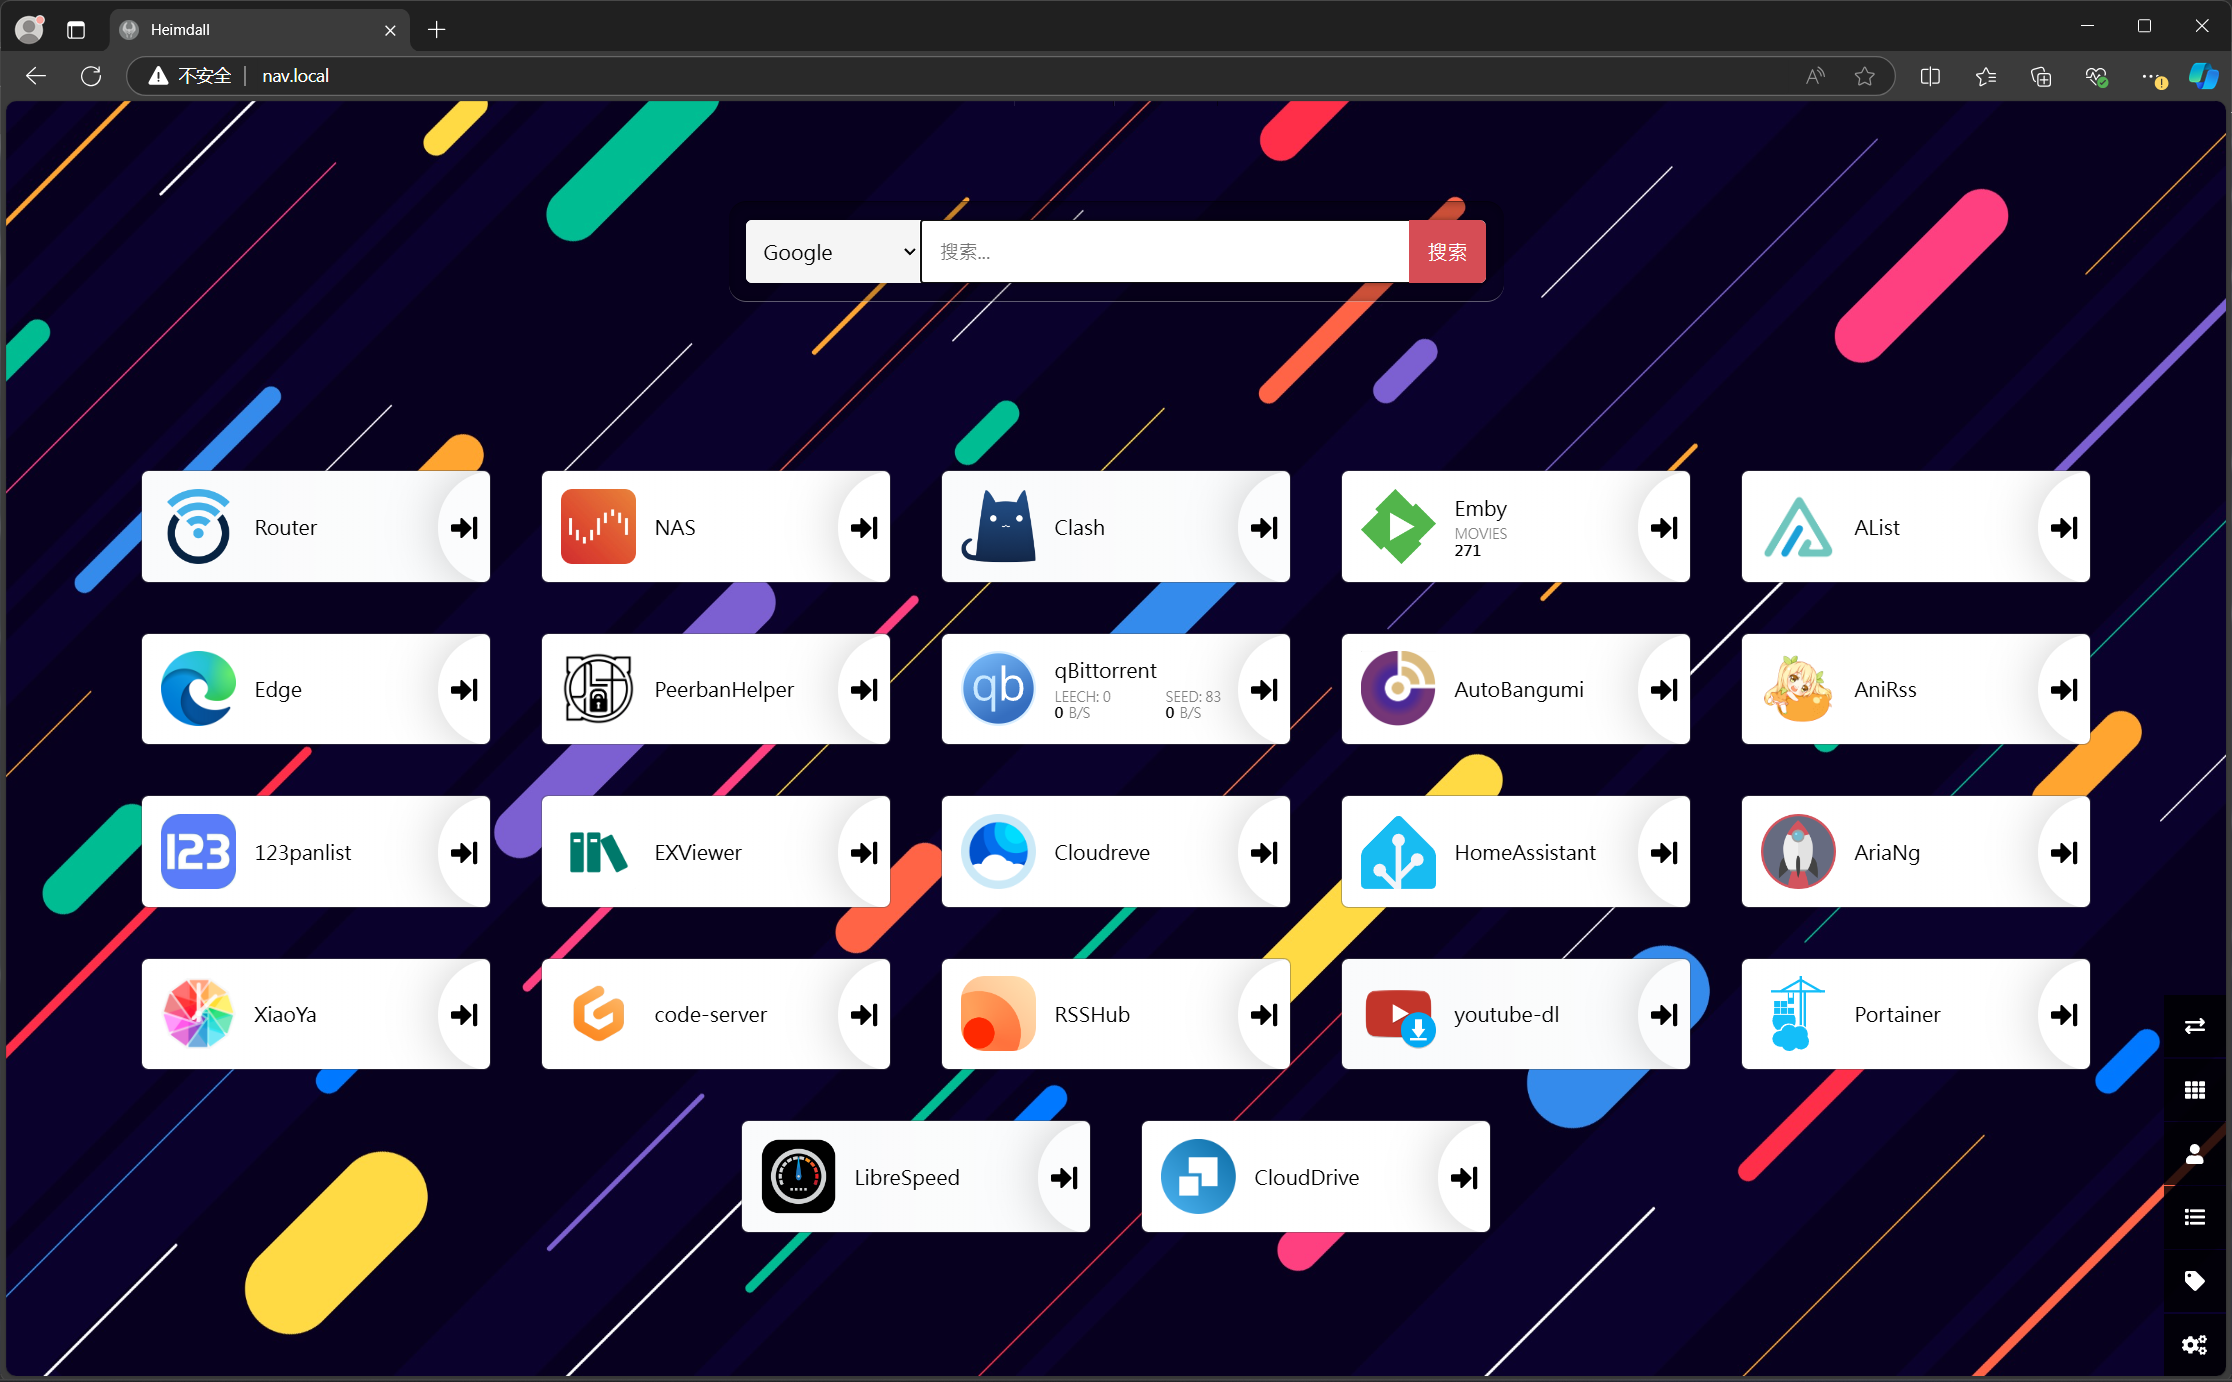 Heimdall
不安全
nav.local
Google
搜索...
搜索
Router
NAS
Clash
Emby
MOVIES
271
AList
Edge
PeerbanHelper
qBittorrent
LEECH: 0 SEED: 83
0 B/S 0 B/S
AutoBangumi
AniRss
123
123panlist
EXViewer
Cloudreve
HomeAssistant
AriaNg
XiaoYa
code-server
RSSHub
youtube-dl
Portainer
LibreSpeed
CloudDrive
qb